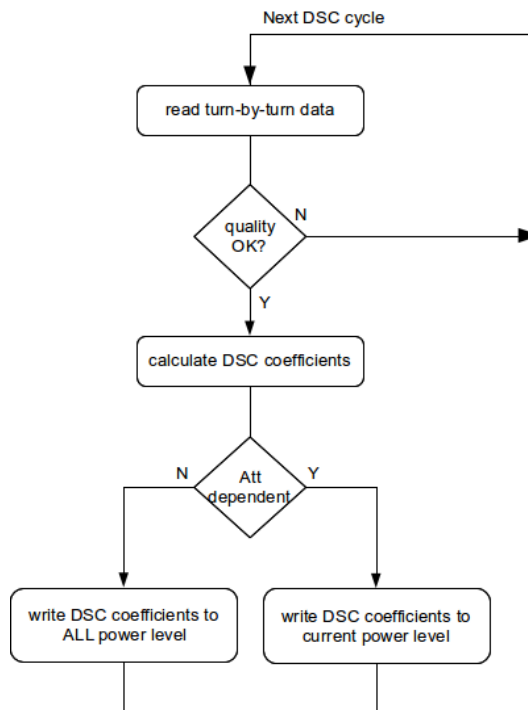 Next DSC cycle
read turn-by-turn data
quality
OK?
N
Y
calculate DSC coefficients
N
Att
dependent
Y
write DSC coefficients to
ALL power level
write DSC coefficients to
current power level